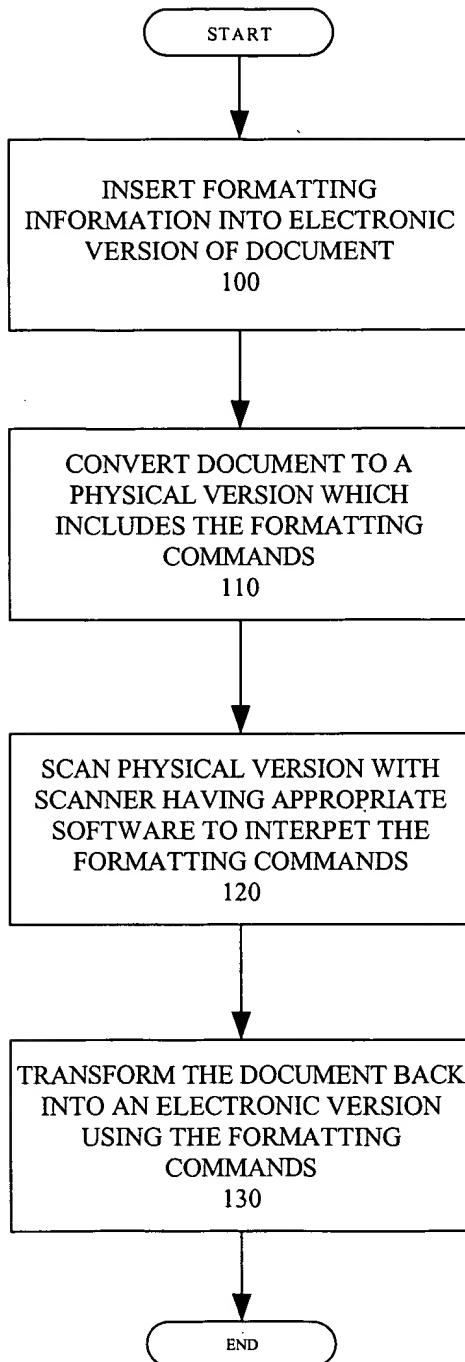 START
INSERT FORMATTING
INFORMATION INTO ELECTRONIC
VERSION OF DOCUMENT
100
CONVERT DOCUMENT TO A
PHYSICAL VERSION WHICH
INCLUDES THE FORMATTING
COMMANDS
110
SCAN PHYSICAL VERSION WITH
SCANNER HAVING APPROPRIATE
SOFTWARE TO INTERPET THE
FORMATTING COMMANDS
120
TRANSFORM THE DOCUMENT BACK
INTO AN ELECTRONIC VERSION
USING THE FORMATTING
COMMANDS
130
END